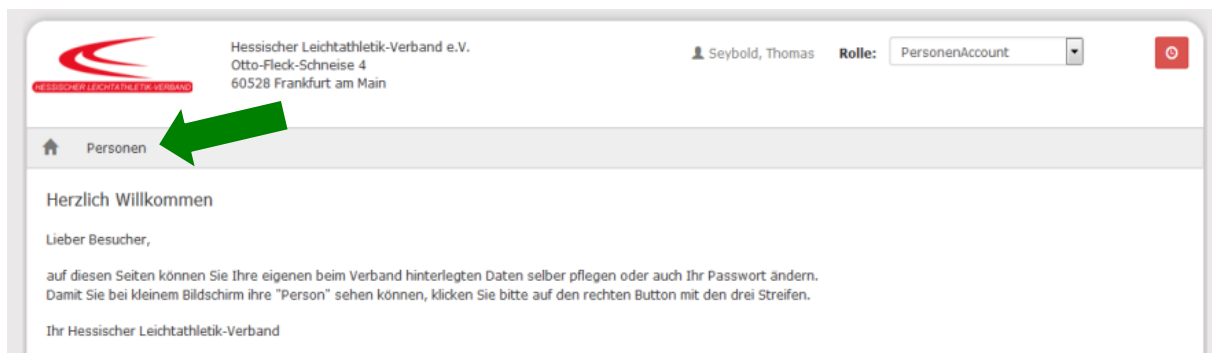 Hessischer Leichtathletik-Verband e.V.
Otto-Fleck-Schneise 4
60528 Frankfurt am Main
Seybold, Thomas Rolle: PersonenAccount
HESSISCHER LEICHTATHLETIK-VERBAND
Personen
Herzlich Willkommen
Lieber Besucher,
auf diesen Seiten können Sie Ihre eigenen beim Verband hinterlegten Daten selber pflegen oder auch Ihr Passwort ändern.
Damit Sie bei kleinem Bildschirm ihre "Person" sehen können, klicken Sie bitte auf den rechten Button mit den drei Streifen.
Ihr Hessischer Leichtathletik-Verband